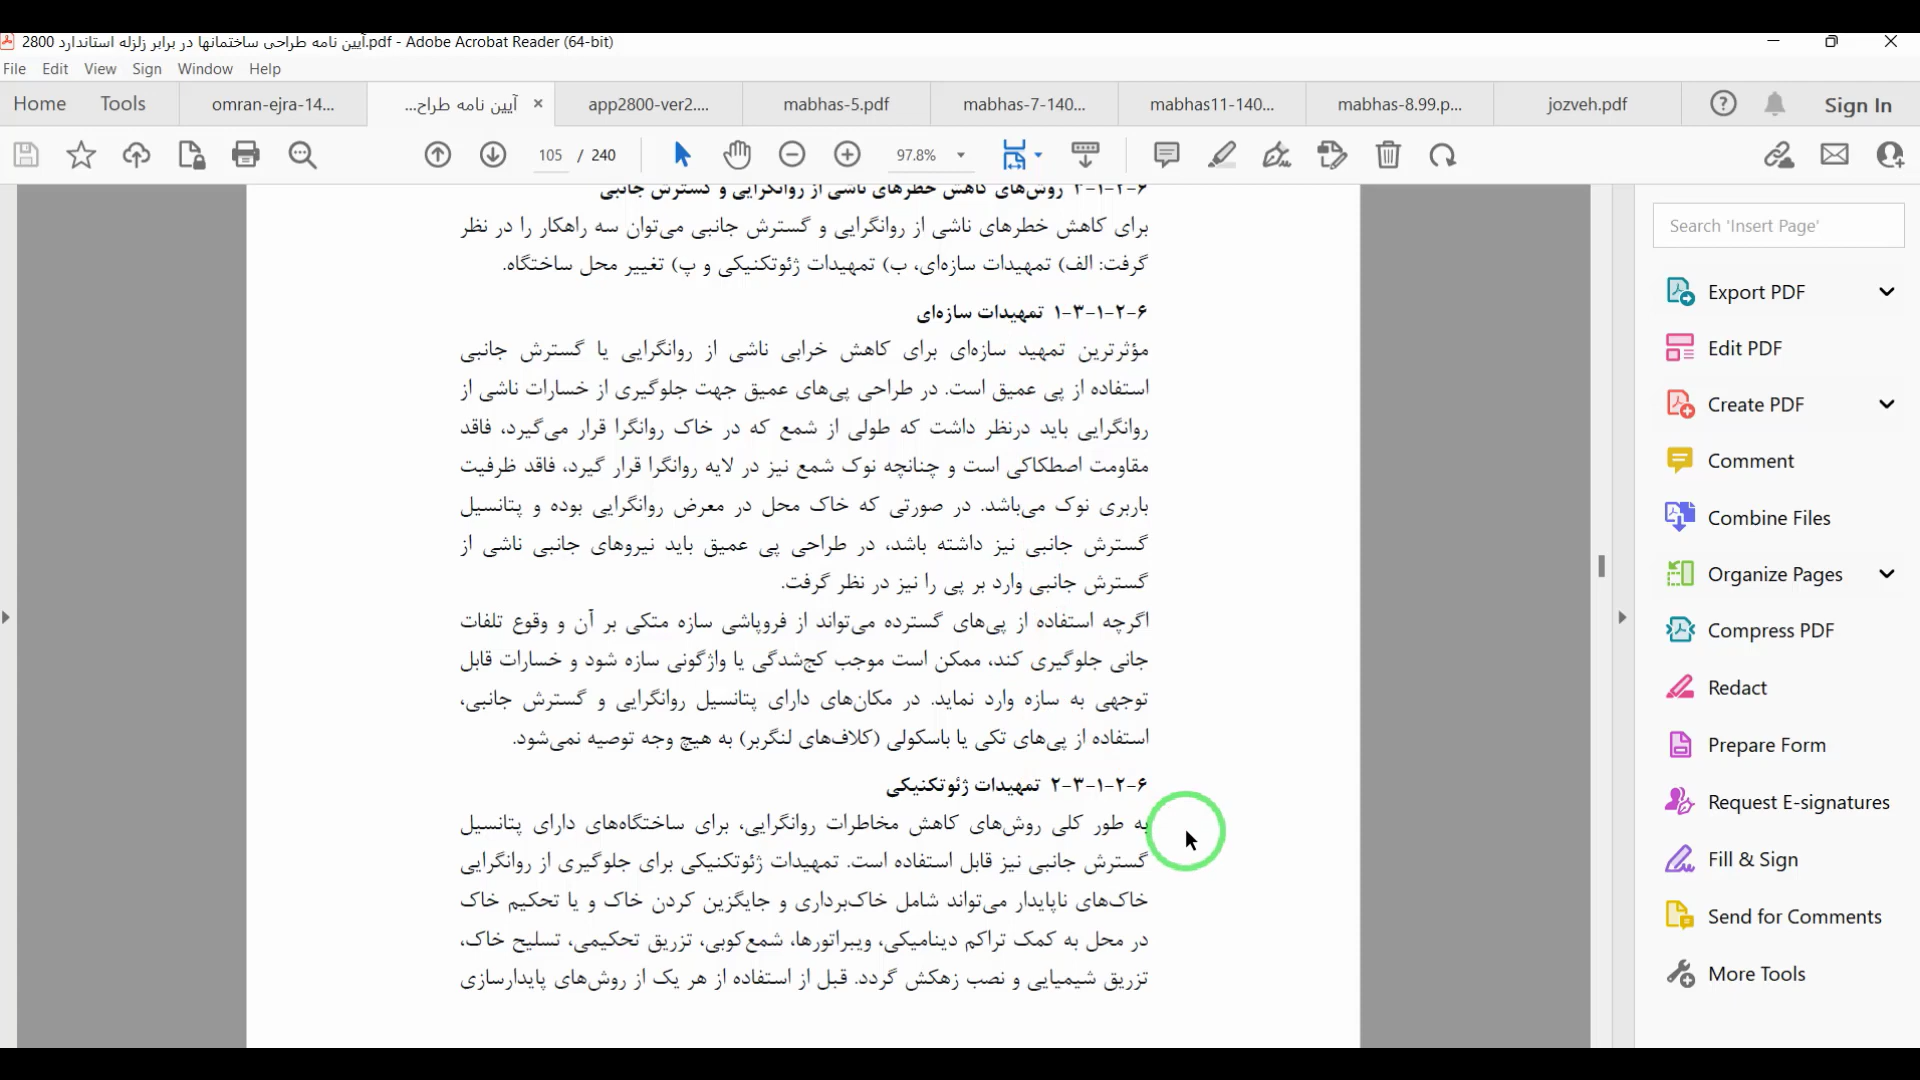 آیین نامه طراحی ساختمانها در برابر زلزله استاندارد 2800.pdf - Adobe Acrobat Reader (64-bit)
File Edit View Sign Window Help
Home Tools omran-ejra-14... آیین نامه طراح... × app2800-ver2.... mabhas-5.pdf mabhas-7-140... mabhas11-140... mabhas-8.99.p... jozveh.pdf Sign In
105 / 240 97.8%
۶-۲-۱-۳ روش‌های کاهش خطرهای ناشی از روانگرایی و گسترش جانبی
برای کاهش خطرهای ناشی از روانگرایی و گسترش جانبی می‌توان سه راهکار را در نظر
گرفت: الف) تمهیدات سازه‌ای، ب) تمهیدات ژئوتکنیکی و پ) تغییر محل ساختگاه.
۶-۲-۱-۳-۱ تمهیدات سازه‌ای
مؤثرترین تمهید سازه‌ای برای کاهش خرابی ناشی از روانگرایی یا گسترش جانبی
استفاده از پی عمیق است. در طراحی پی‌های عمیق جهت جلوگیری از خسارات ناشی از
روانگرایی باید درنظر داشت که طولی از شمع که در خاک روانگرا قرار می‌گیرد، فاقد
مقاومت اصطکاکی است و چنانچه نوک شمع نیز در لایه روانگرا قرار گیرد، فاقد ظرفیت
باربری نوک می‌باشد. در صورتی که خاک محل در معرض روانگرایی بوده و پتانسیل
گسترش جانبی نیز داشته باشد، در طراحی پی عمیق باید نیروهای جانبی ناشی از
گسترش جانبی وارد بر پی را نیز در نظر گرفت.
اگرچه استفاده از پی‌های گسترده می‌تواند از فروپاشی سازه متکی بر آن و وقوع تلفات
جانی جلوگیری کند، ممکن است موجب کج‌شدگی یا واژگونی سازه شود و خسارات قابل
توجهی به سازه وارد نماید. در مکان‌های دارای پتانسیل روانگرایی و گسترش جانبی،
استفاده از پی‌های تکی یا باسکولی (کلاف‌های لنگربر) به هیچ وجه توصیه نمی‌شود.
۶-۲-۱-۳-۲ تمهیدات ژئوتکنیکی
به طور کلی روش‌های کاهش مخاطرات روانگرایی، برای ساختگاه‌های دارای پتانسیل
گسترش جانبی نیز قابل استفاده است. تمهیدات ژئوتکنیکی برای جلوگیری از روانگرایی
خاک‌های ناپایدار می‌تواند شامل خاک‌برداری و جایگزین کردن خاک و یا تحکیم خاک
در محل به کمک تراکم دینامیکی، ویبراتورها، شمع‌کوبی، تزریق تحکیمی، تسلیح خاک،
تزریق شیمیایی و نصب زهکش گردد. قبل از استفاده از هر یک از روش‌های پایدارسازی
Search 'Insert Page'
Export PDF
Edit PDF
Create PDF
Comment
Combine Files
Organize Pages
Compress PDF
Redact
Prepare Form
Request E-signatures
Fill & Sign
Send for Comments
More Tools